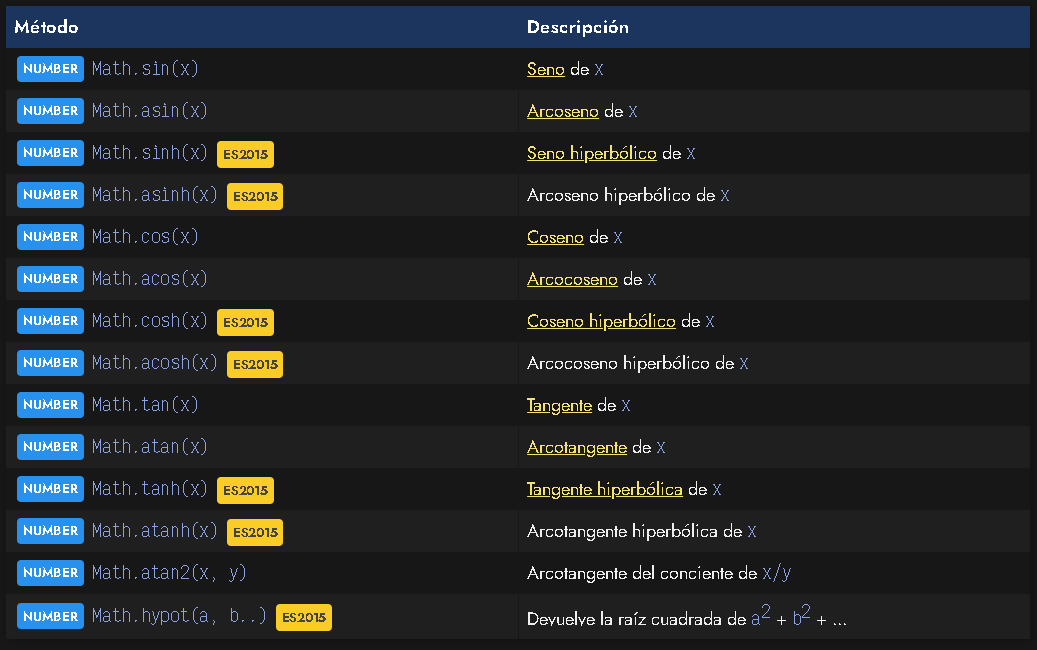 Método Descripción
NUMBER Math.sin(x) Seno de x
NUMBER Math.asin(x) Arcoseno de x
NUMBER Math.sinh(x) ES2015 Seno hiperbólico de x
NUMBER Math.asinh(x) ES2015 Arcoseno hiperbólico de x
NUMBER Math.cos(x) Coseno de x
NUMBER Math.acos(x) Arcocoseno de x
NUMBER Math.cosh(x) ES2015 Coseno hiperbólico de x
NUMBER Math.acosh(x) ES2015 Arcocoseno hiperbólico de x
NUMBER Math.tan(x) Tangente de x
NUMBER Math.atan(x) Arcotangente de x
NUMBER Math.tanh(x) ES2015 Tangente hiperbólica de x
NUMBER Math.atanh(x) ES2015 Arcotangente hiperbólica de x
NUMBER Math.atan2(x, y) Arcotangente del conciente de x/y
NUMBER Math.hypot(a, b..) ES2015 Devuelve la raíz cuadrada de a² + b² + ...